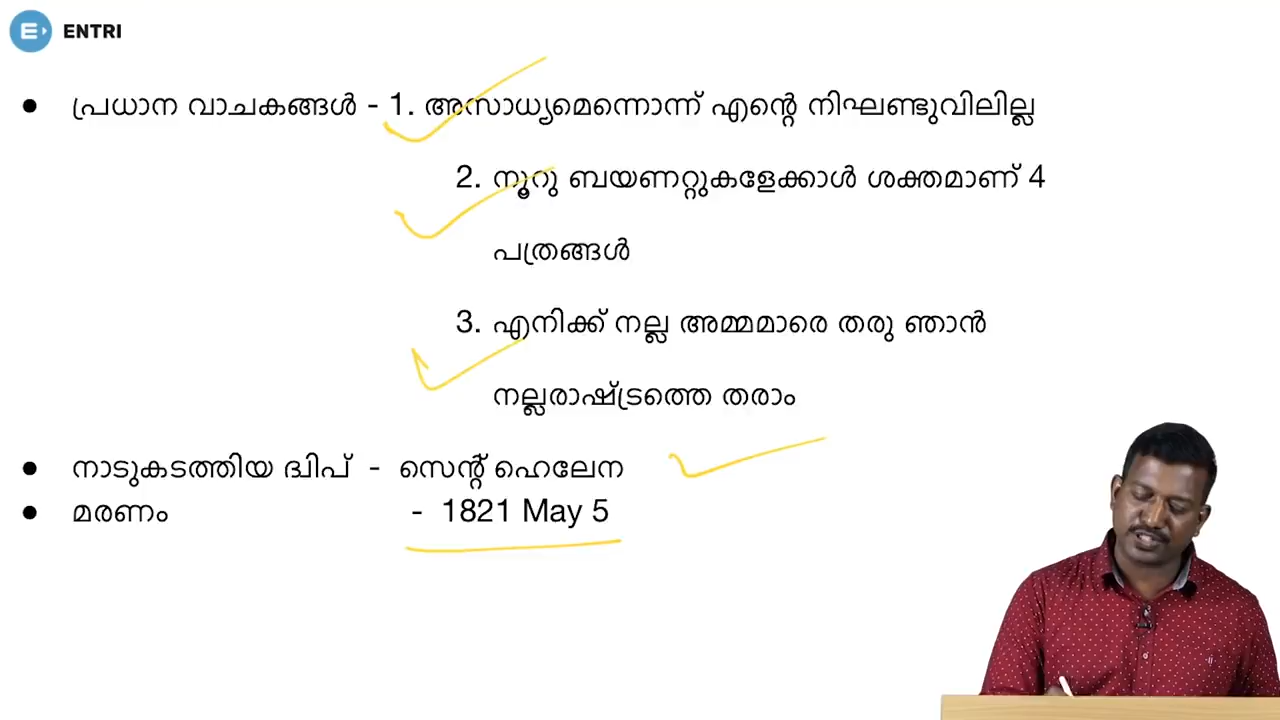 ENTRI
● പ്രധാന വാചകങ്ങൾ - 1. അസാധ്യമെന്നൊന്ന് എന്റെ നിഘണ്ടുവിലില്ല
2. നൂറു ബയണറ്റുകളേക്കാൾ ശക്തമാണ് 4
പത്രങ്ങൾ
3. എനിക്ക് നല്ല അമ്മമാരെ തരു ഞാൻ
നല്ലരാഷ്ട്രത്തെ തരാം
● നാടുകടത്തിയ ദ്വിപ് - സെന്റ് ഹെലേന
● മരണം - 1821 May 5